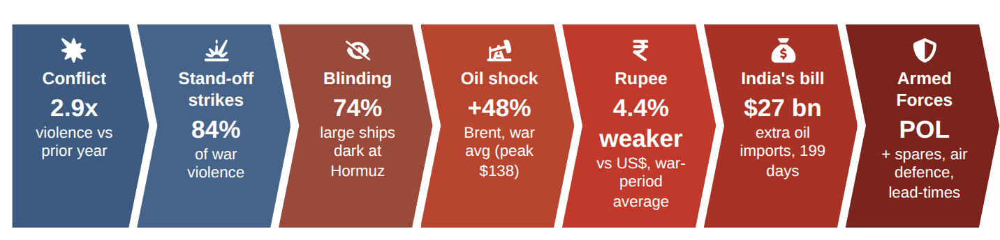 Conflict
2.9x
violence vs
prior year
Stand-off
strikes
84%
of war
violence
Blinding
74%
large ships
dark at
Hormuz
Oil shock
+48%
Brent, war
avg (peak
$138)
₹
Rupee
4.4%
weaker
vs US$, war-
period
average
$
India's bill
$27 bn
extra oil
imports, 199
days
Armed
Forces
POL
+ spares, air
defence,
lead-times